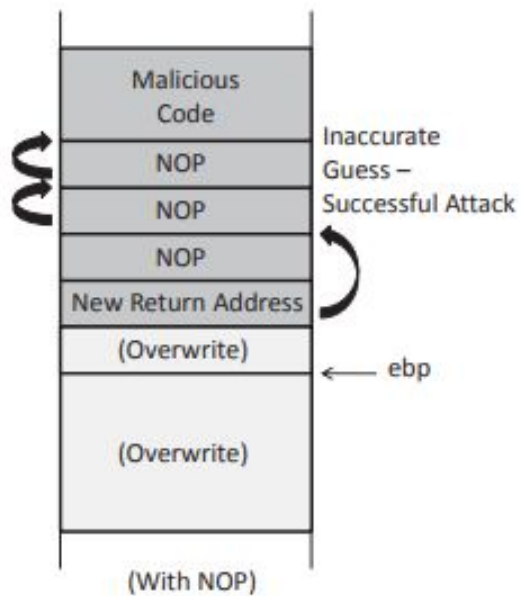 Malicious
Code
Inaccurate
Guess –
Successful Attack
NOP
NOP
NOP
New Return Address
(Overwrite)
ebp
(Overwrite)
(With NOP)